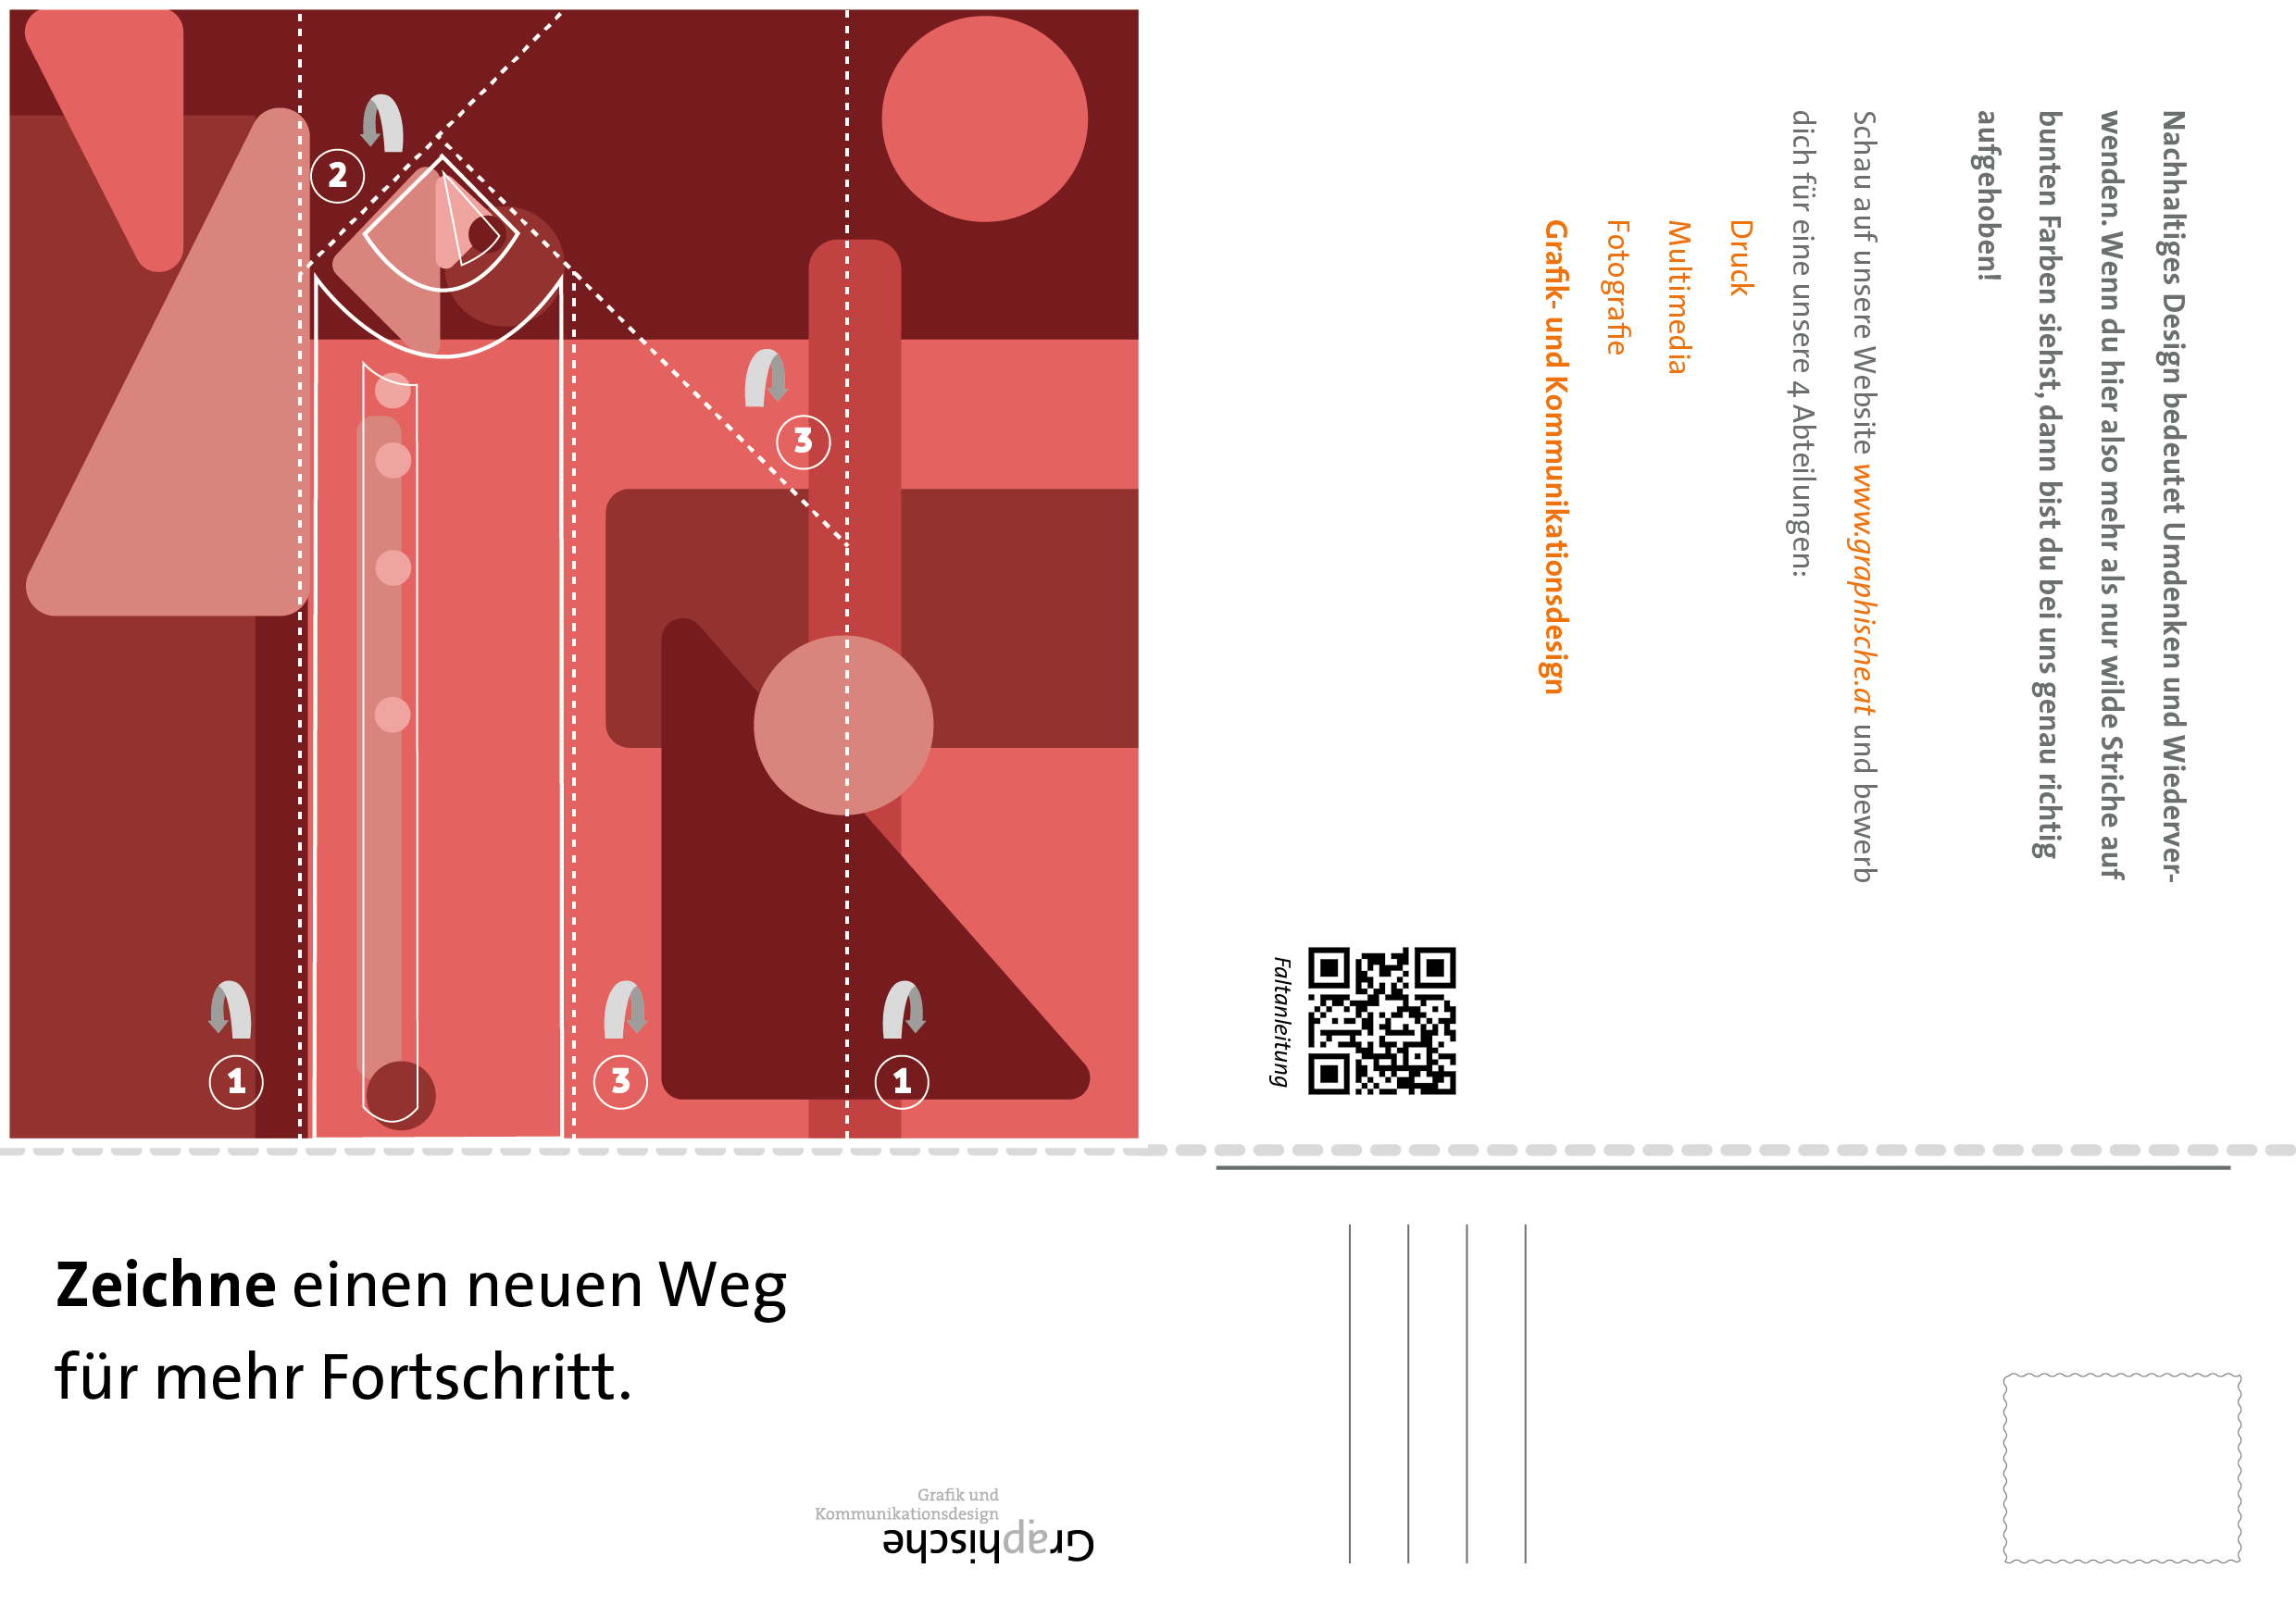 2
3
1
3
1
Zeichne einen neuen Weg
für mehr Fortschritt.
Grafik und
Kommunikationsdesign
Graphische
Nachhaltiges Design bedeutet Umdenken und Wiederver-
wenden. Wenn du hier also mehr als nur wilde Striche auf
bunten Farben siehst, dann bist du bei uns genau richtig
aufgehoben!
Schau auf unsere Website www.graphische.at und bewerb
dich für eine unsere 4 Abteilungen:
Druck
Multimedia
Fotografie
Grafik- und Kommunikationsdesign
Faltanleitung